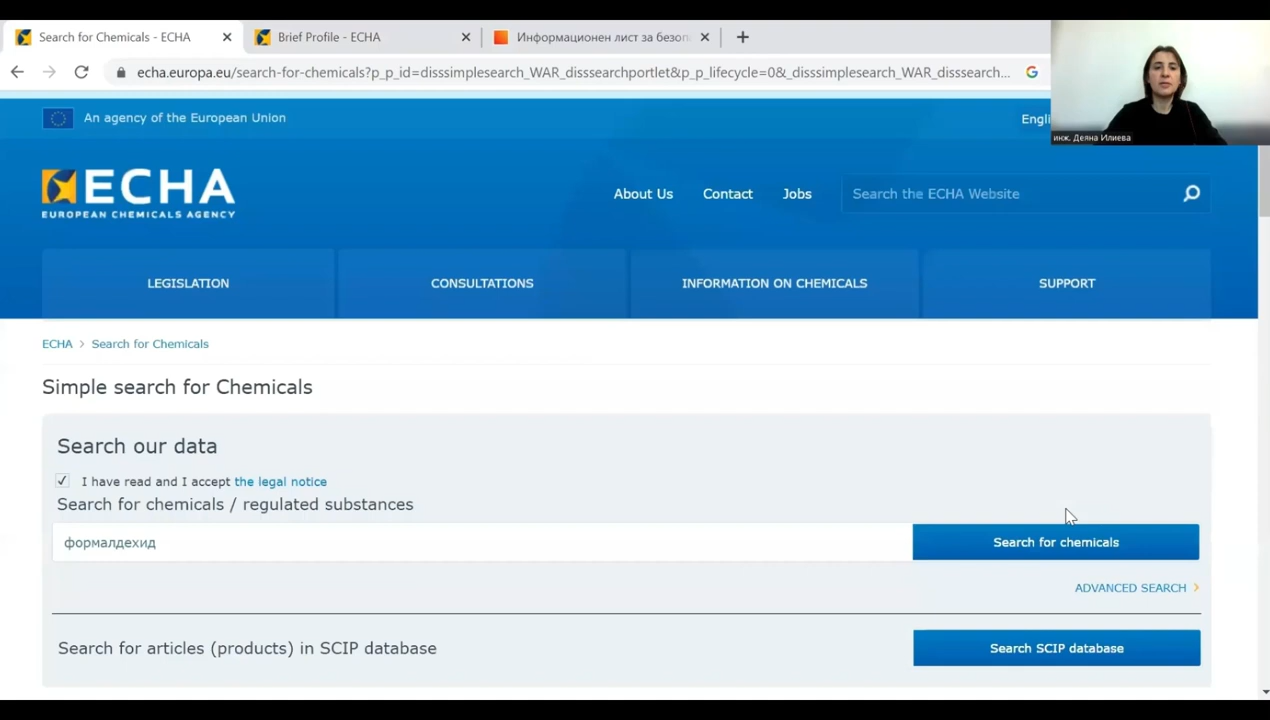 Search for Chemicals - ECHA
Brief Profile - ECHA
Информационен лист за безоп
echa.europa.eu/search-for-chemicals?p_p_id=disssimplesearch_WAR_disssearchportlet&p_p_lifecycle=0&_disssimplesearch_WAR_disssearch...
An agency of the European Union
Engli
инж. Деяна Илиева
ECHA
EUROPEAN CHEMICALS AGENCY
About Us
Contact
Jobs
Search the ECHA Website
LEGISLATION
CONSULTATIONS
INFORMATION ON CHEMICALS
SUPPORT
ECHA > Search for Chemicals
Simple search for Chemicals
Search our data
I have read and I accept the legal notice
Search for chemicals / regulated substances
формалдехид
Search for chemicals
ADVANCED SEARCH >
Search for articles (products) in SCIP database
Search SCIP database